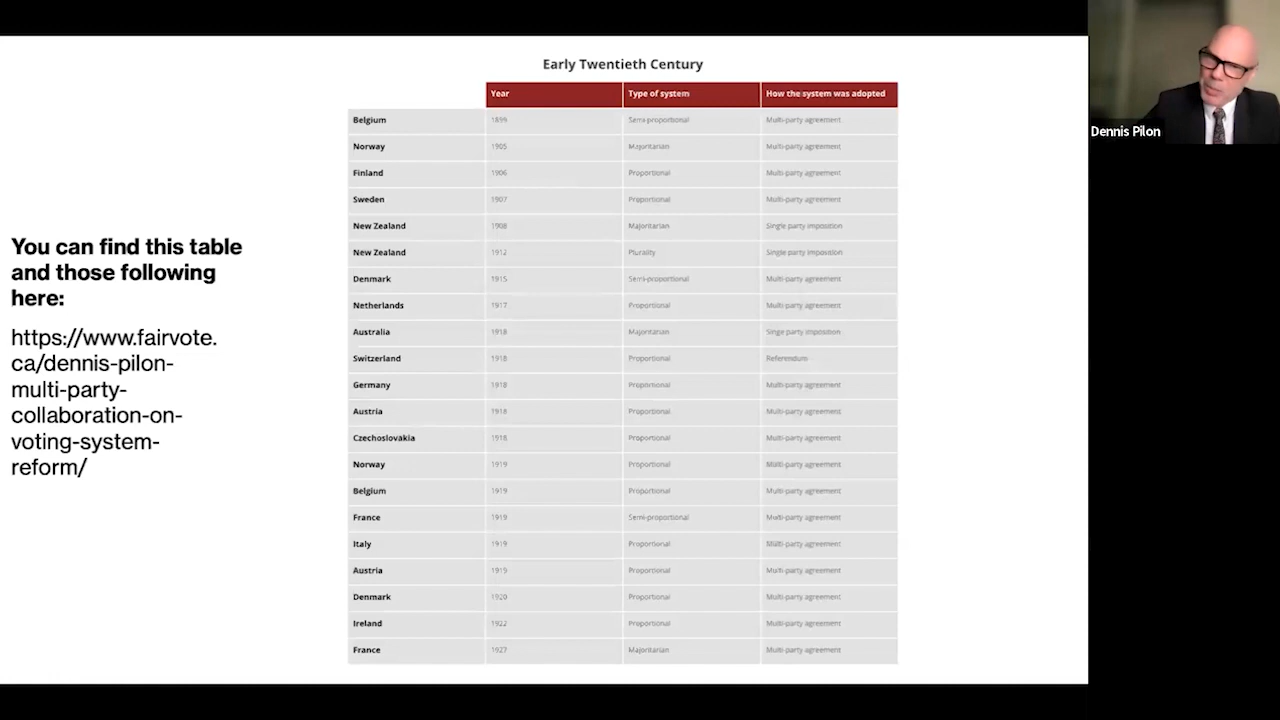 Early Twentieth Century
Year Type of system How the system was adopted
Belgium 1899 Semi-proportional Multi-party agreement
Norway 1905 Majoritarian Multi-party agreement
Finland 1906 Proportional Multi-party agreement
Sweden 1907 Proportional Multi-party agreement
New Zealand 1908 Majoritarian Single party imposition
New Zealand 1912 Plurality Single party imposition
Denmark 1915 Semi-proportional Multi-party agreement
Netherlands 1917 Proportional Multi-party agreement
Australia 1918 Majoritarian Singe party imposition
Switzerland 1918 Proportional Referendum
Germany 1918 Proportional Multi-party agreement
Austria 1918 Proportional Multi-party agreement
Czechoslovakia 1918 Proportional Multi-party agreement
Norway 1919 Proportional Multi-party agreement
Belgium 1919 Proportional Multi-party agreement
France 1919 Semi-proportional Multi-party agreement
Italy 1919 Proportional Multi-party agreement
Austria 1919 Proportional Multi-party agreement
Denmark 1920 Proportional Multi-party agreement
Ireland 1922 Proportional Multi-party agreement
France 1927 Majoritarian Multi-party agreement
You can find this table
and those following
here:
https://www.fairvote.
ca/dennis-pilon-
multi-party-
collaboration-on-
voting-system-
reform/
Dennis Pilon